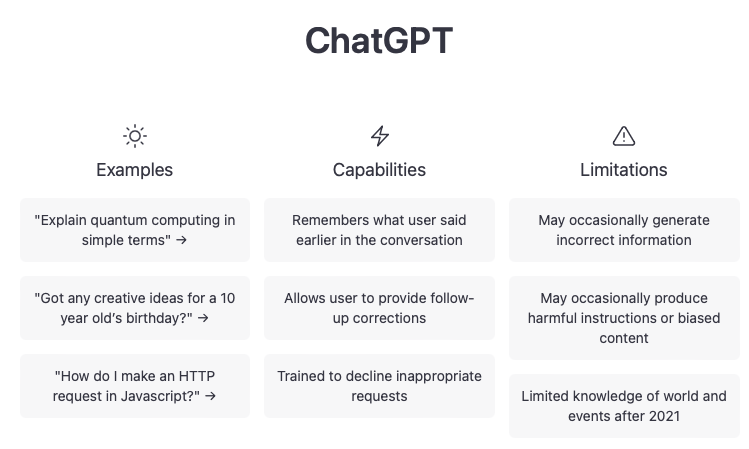 ChatGPT
Examples
"Explain quantum computing in
simple terms" →
"Got any creative ideas for a 10
year old's birthday?" →
"How do I make an HTTP
request in Javascript?" →
Capabilities
Remembers what user said
earlier in the conversation
Allows user to provide follow-
up corrections
Trained to decline inappropriate
requests
Limitations
May occasionally generate
incorrect information
May occasionally produce
harmful instructions or biased
content
Limited knowledge of world and
events after 2021